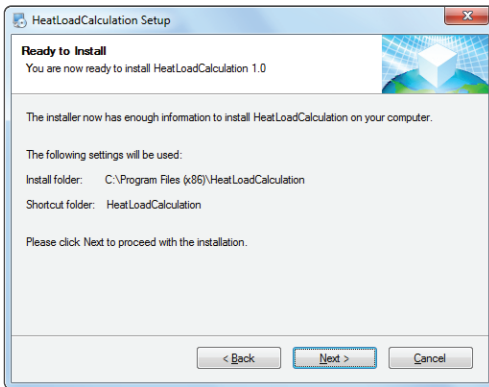 HeatLoadCalculation Setup
Ready to Install
You are now ready to install HeatLoadCalculation 1.0
The installer now has enough information to install HeatLoadCalculation on your computer.
The following settings will be used:
Install folder: C:\Program Files (x86)\HeatLoadCalculation
Shortcut folder: HeatLoadCalculation
Please click Next to proceed with the installation.
< Back Next > Cancel